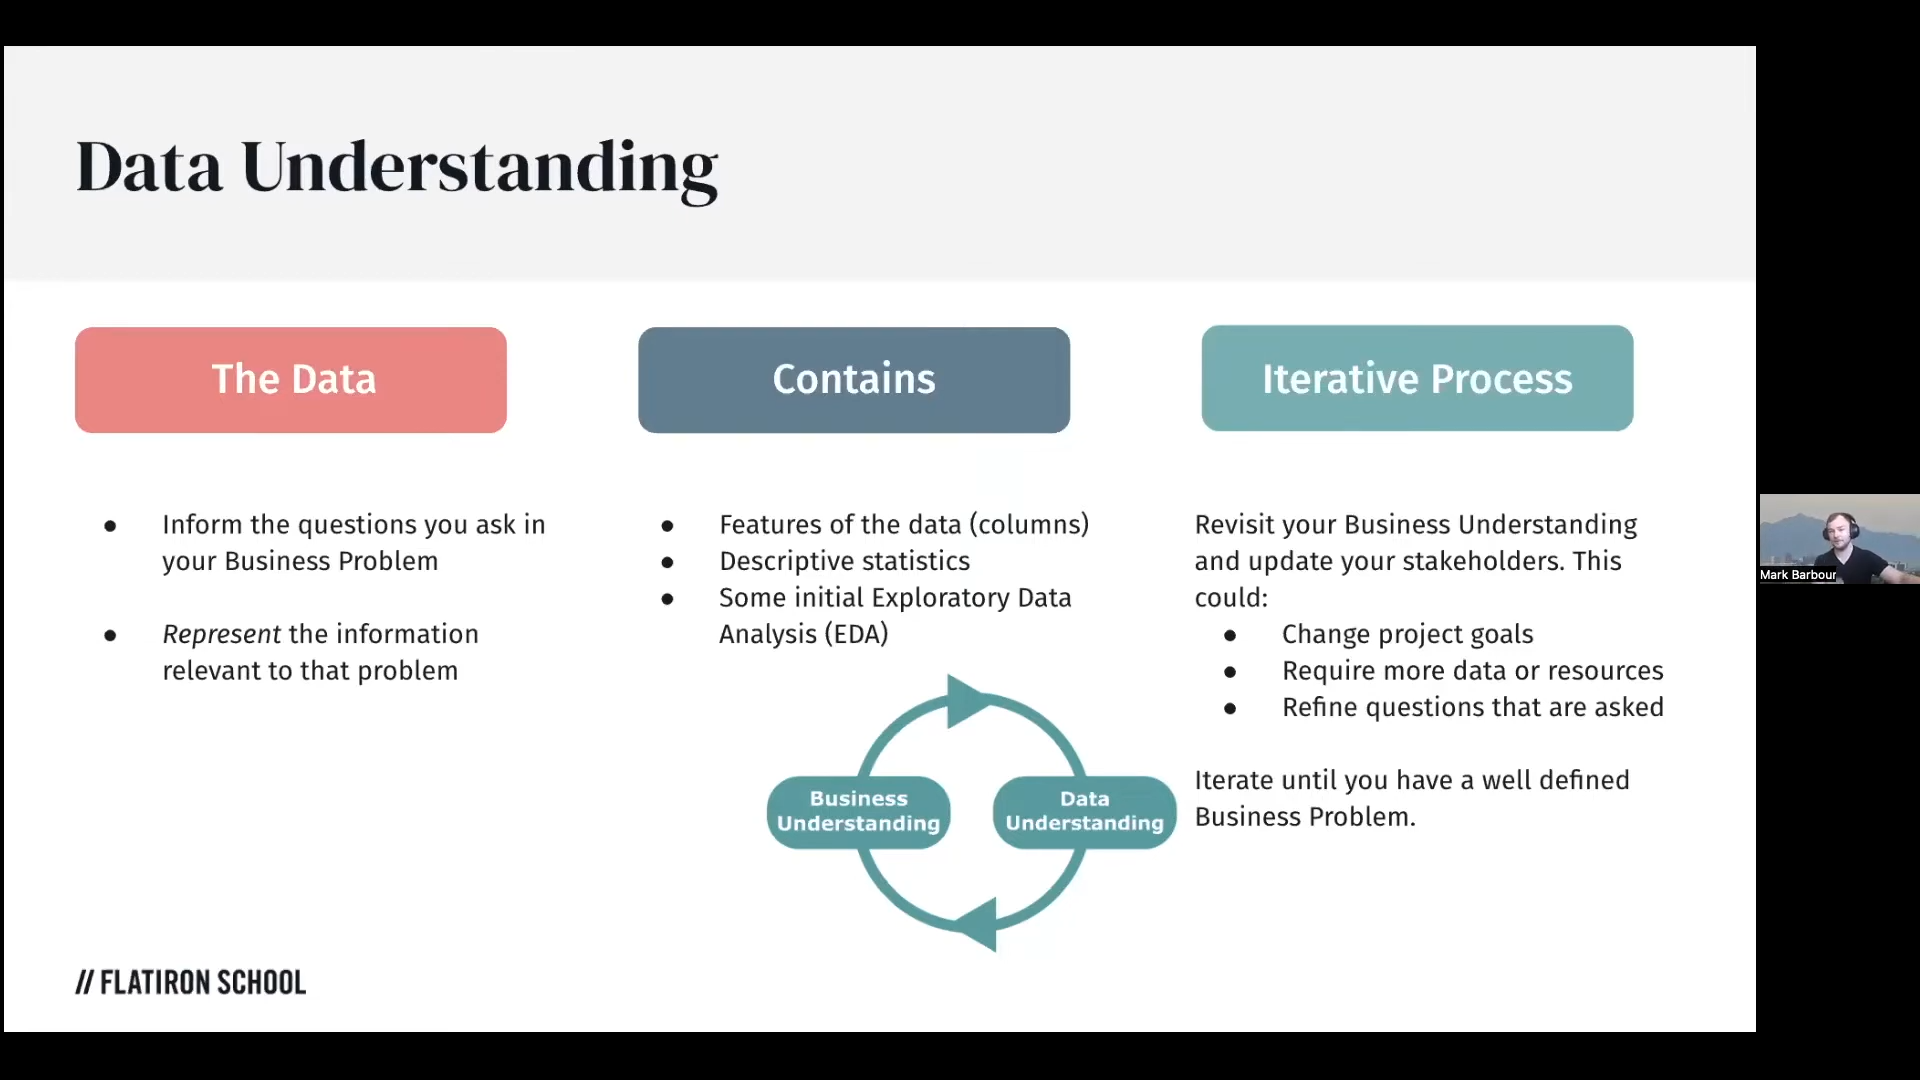 Data Understanding
The Data
Inform the questions you ask in
your Business Problem
Represent the information
relevant to that problem
Contains
Features of the data (columns)
Descriptive statistics
Some initial Exploratory Data
Analysis (EDA)
Business
Understanding
Data
Understanding
Iterative Process
Revisit your Business Understanding
and update your stakeholders. This
could:
Change project goals
Require more data or resources
Refine questions that are asked
Iterate until you have a well defined
Business Problem.
// FLATIRON SCHOOL
Mark Barbour